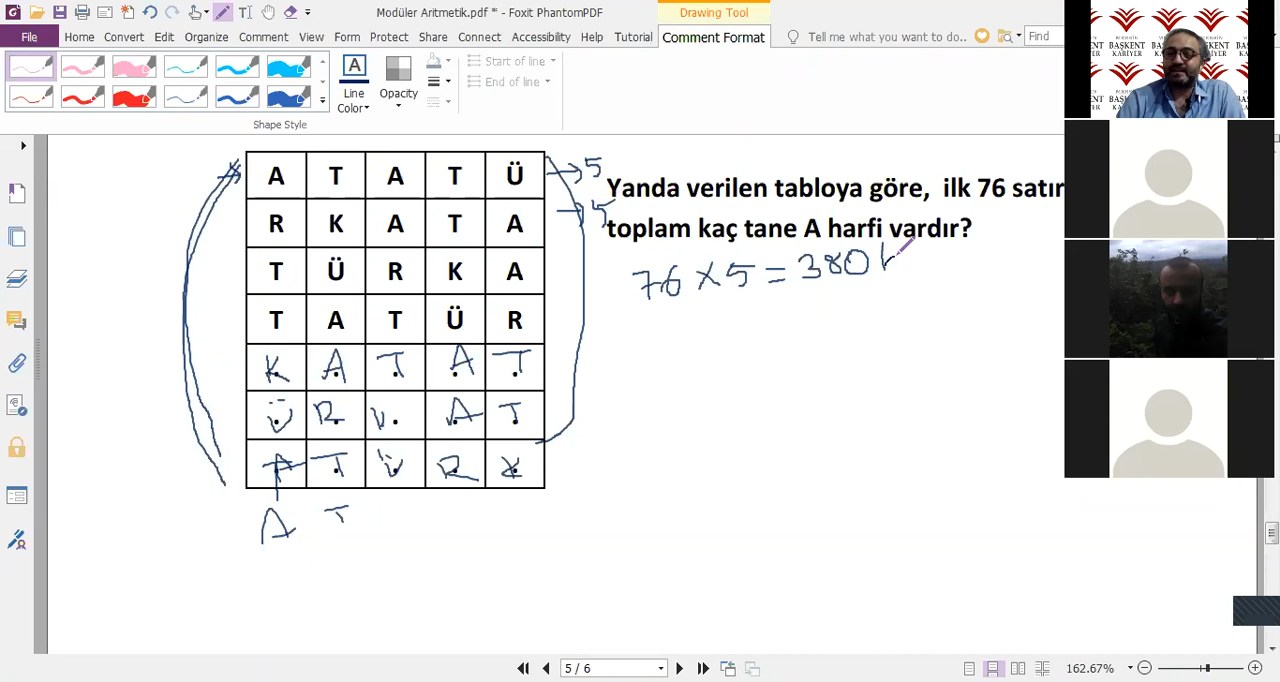 Modüler Aritmetik.pdf * - Foxit PhantomPDF
Drawing Tool
File Home Convert Edit Organize Comment View Form Protect Share Connect Accessibility Help Tutorial Comment Format Tell me what you want to do.. Find
Line Color
Opacity
Start of line
End of line
Shape Style
A T A T Ü
R K A T A
T Ü R K A
T A T Ü R
K A T A T
Ü R K A T
A T Ü R K
A T
5
5
Yanda verilen tabloya göre, ilk 76 satır
toplam kaç tane A harfi vardır?
76 x 5 = 380
BAŞKENT
KARİYER
5 / 6
162.67%